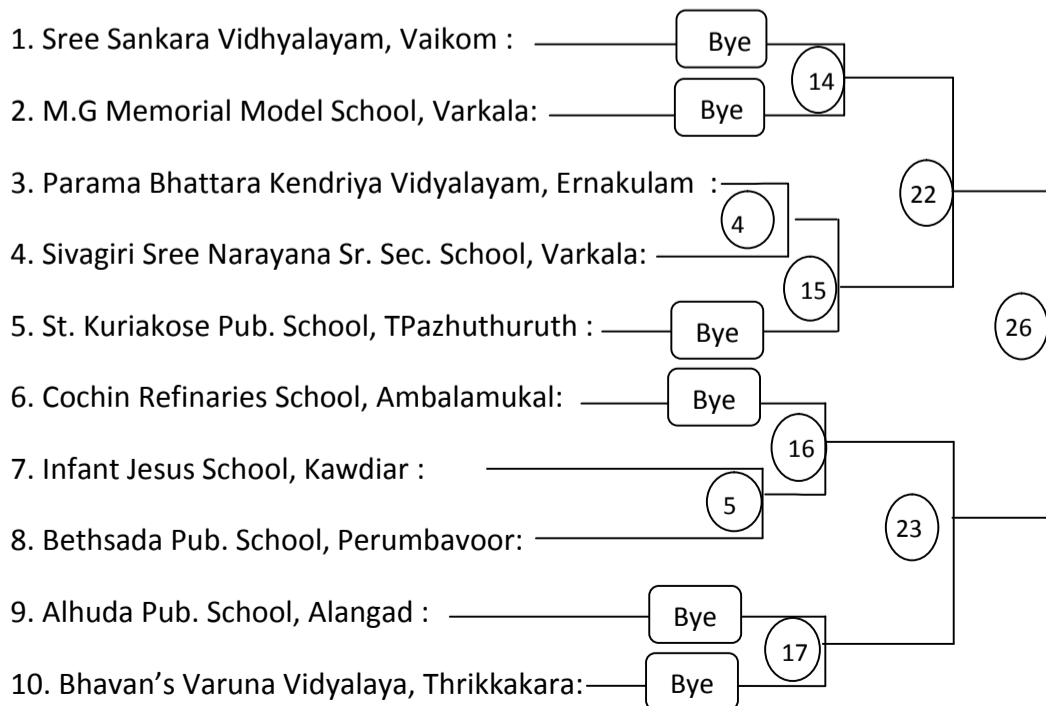 1. Sree Sankara Vidhyalayam, Vaikom : Bye
14
2. M.G Memorial Model School, Varkala: Bye
3. Parama Bhattara Kendriya Vidyalayam, Ernakulam :
22
4
4. Sivagiri Sree Narayana Sr. Sec. School, Varkala:
15
5. St. Kuriakose Pub. School, TPazhuthuruth : Bye
26
6. Cochin Refinaries School, Ambalamukal: Bye
16
7. Infant Jesus School, Kawdiar :
5
23
8. Bethsada Pub. School, Perumbavoor:
9. Alhuda Pub. School, Alangad : Bye
17
10. Bhavan’s Varuna Vidyalaya, Thrikkakara: Bye